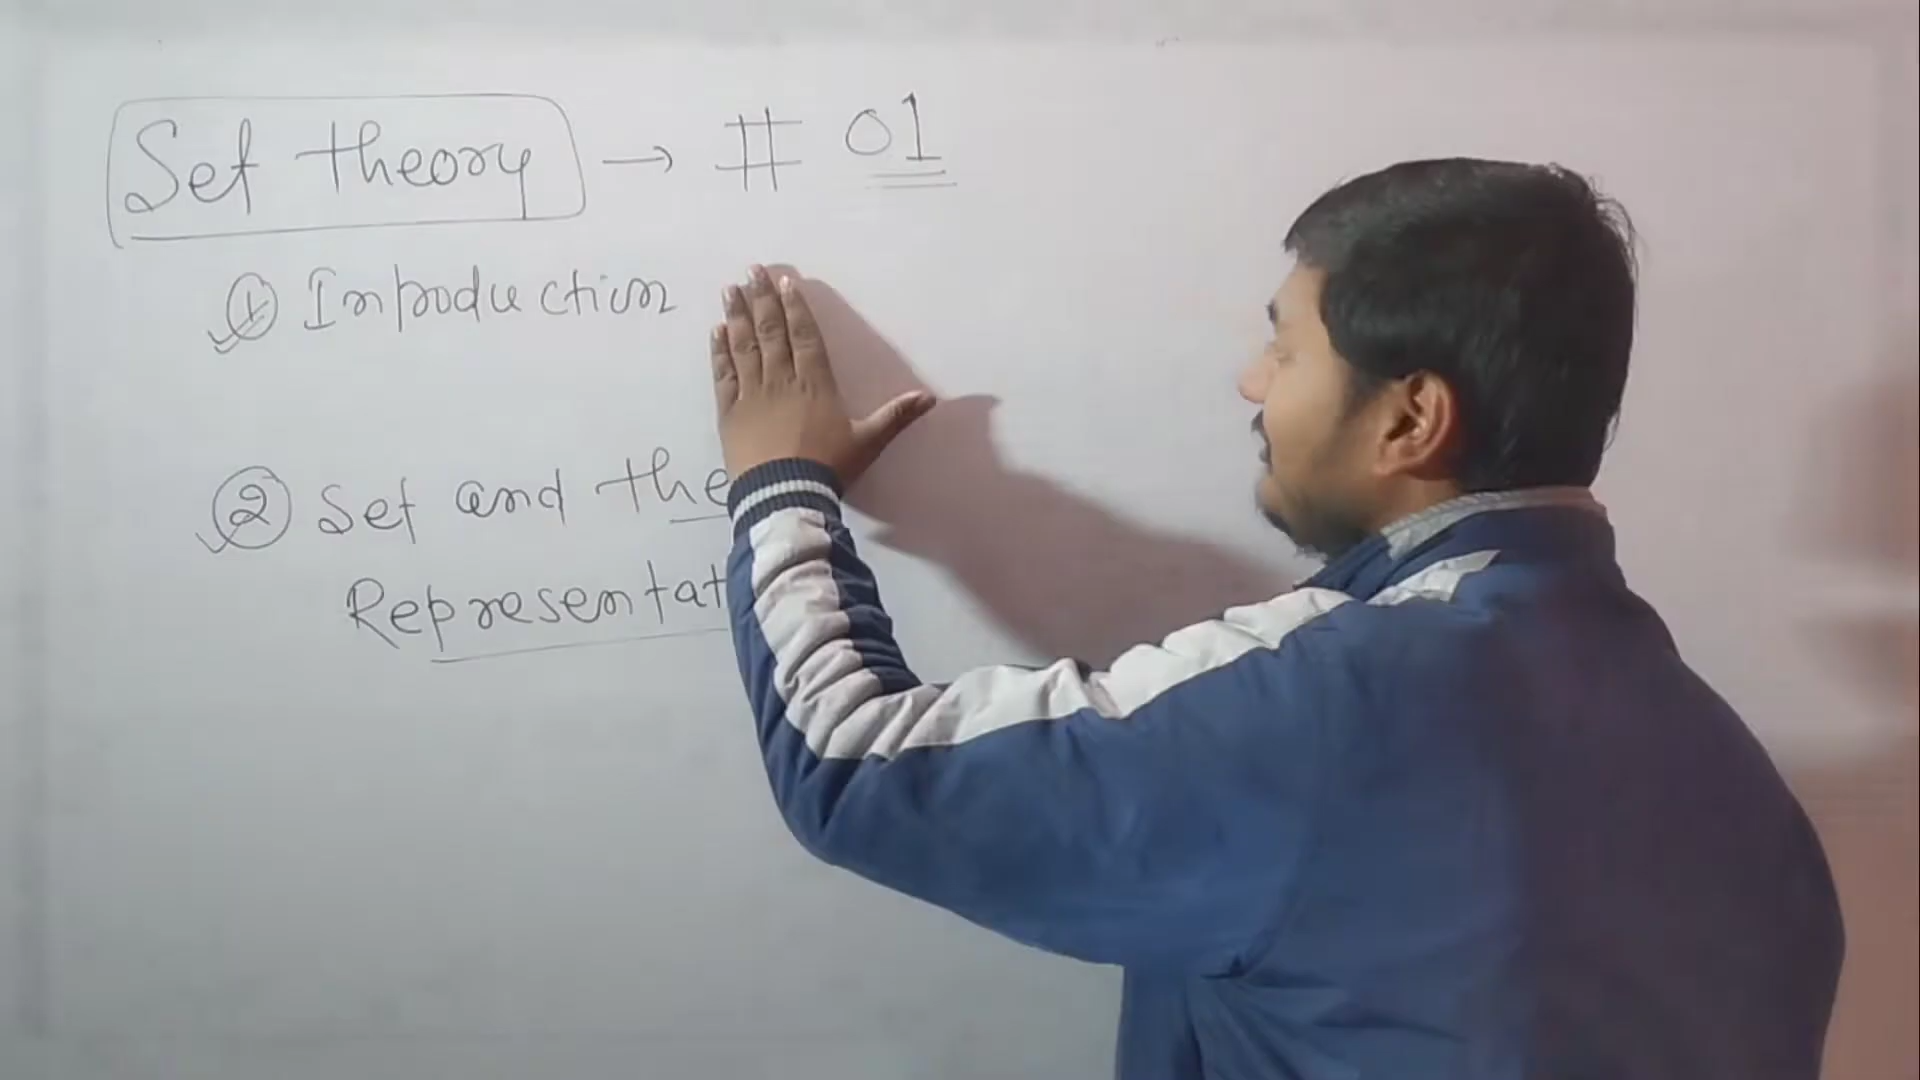 Set theory → # 01
① Introduction
② Set and the
Representat